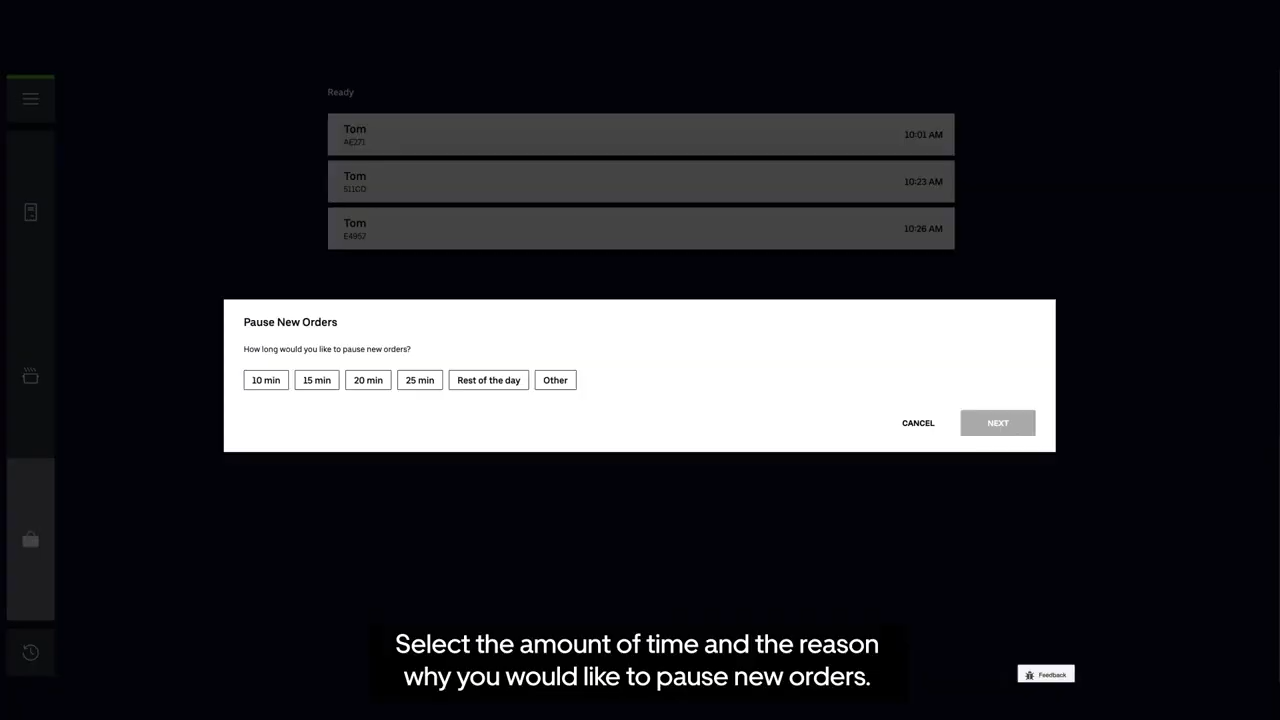 Ready
Tom
AE271
10:01 AM
Tom
511C0
10:23 AM
Tom
E4952
10:26 AM
Pause New Orders
How long would you like to pause new orders?
10 min 15 min 20 min 25 min Rest of the day Other
CANCEL NEXT
Select the amount of time and the reason
why you would like to pause new orders.
Feedback